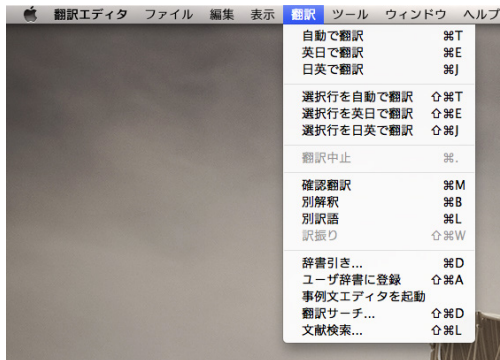 翻訳エディタ ファイル 編集 表示 翻訳 ツール ウィンドウ ヘルプ
自動で翻訳 ⌘T
英日で翻訳 ⌘E
日英で翻訳 ⌘J
選択行を自動で翻訳 ⇧⌘T
選択行を英日で翻訳 ⇧⌘E
選択行を日英で翻訳 ⇧⌘J
翻訳中止 ⌘.
確認翻訳 ⌘M
別解釈 ⌘B
別訳語 ⌘L
訳振り ⇧⌘W
辞書引き... ⌘D
ユーザ辞書に登録 ⇧⌘A
事例文エディタを起動
翻訳サーチ... ⇧⌘D
文献検索... ⇧⌘L